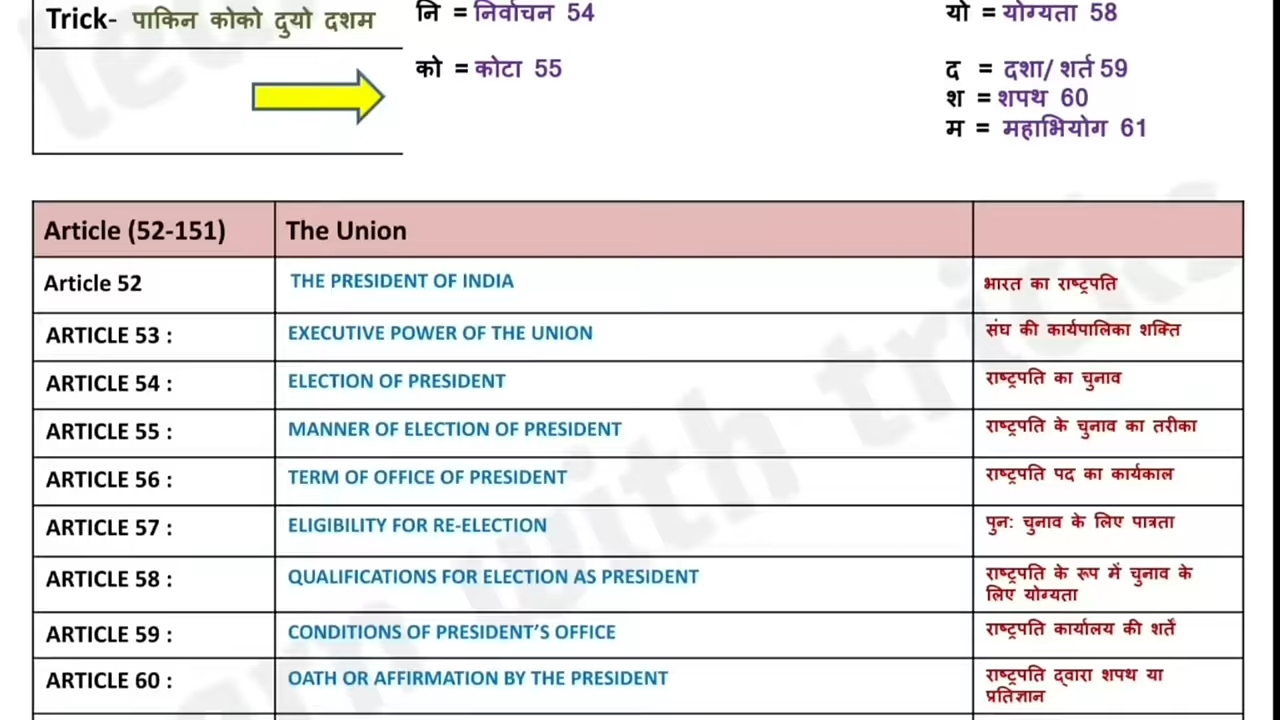 Trick- पाकिन कोको दुयो दशम
नि = निर्वाचन 54
यो = योग्यता 58
को = कोटा 55
द = दशा/ शर्त 59
श = शपथ 60
म = महाभियोग 61
Article (52-151) The Union
Article 52 THE PRESIDENT OF INDIA भारत का राष्ट्रपति
ARTICLE 53 : EXECUTIVE POWER OF THE UNION संघ की कार्यपालिका शक्ति
ARTICLE 54 : ELECTION OF PRESIDENT राष्ट्रपति का चुनाव
ARTICLE 55 : MANNER OF ELECTION OF PRESIDENT राष्ट्रपति के चुनाव का तरीका
ARTICLE 56 : TERM OF OFFICE OF PRESIDENT राष्ट्रपति पद का कार्यकाल
ARTICLE 57 : ELIGIBILITY FOR RE-ELECTION पुन: चुनाव के लिए पात्रता
ARTICLE 58 : QUALIFICATIONS FOR ELECTION AS PRESIDENT राष्ट्रपति के रूप में चुनाव के
लिए योग्यता
ARTICLE 59 : CONDITIONS OF PRESIDENT'S OFFICE राष्ट्रपति कार्यालय की शर्तें
ARTICLE 60 : OATH OR AFFIRMATION BY THE PRESIDENT राष्ट्रपति द्वारा शपथ या
प्रतिज्ञान
learn with tricks